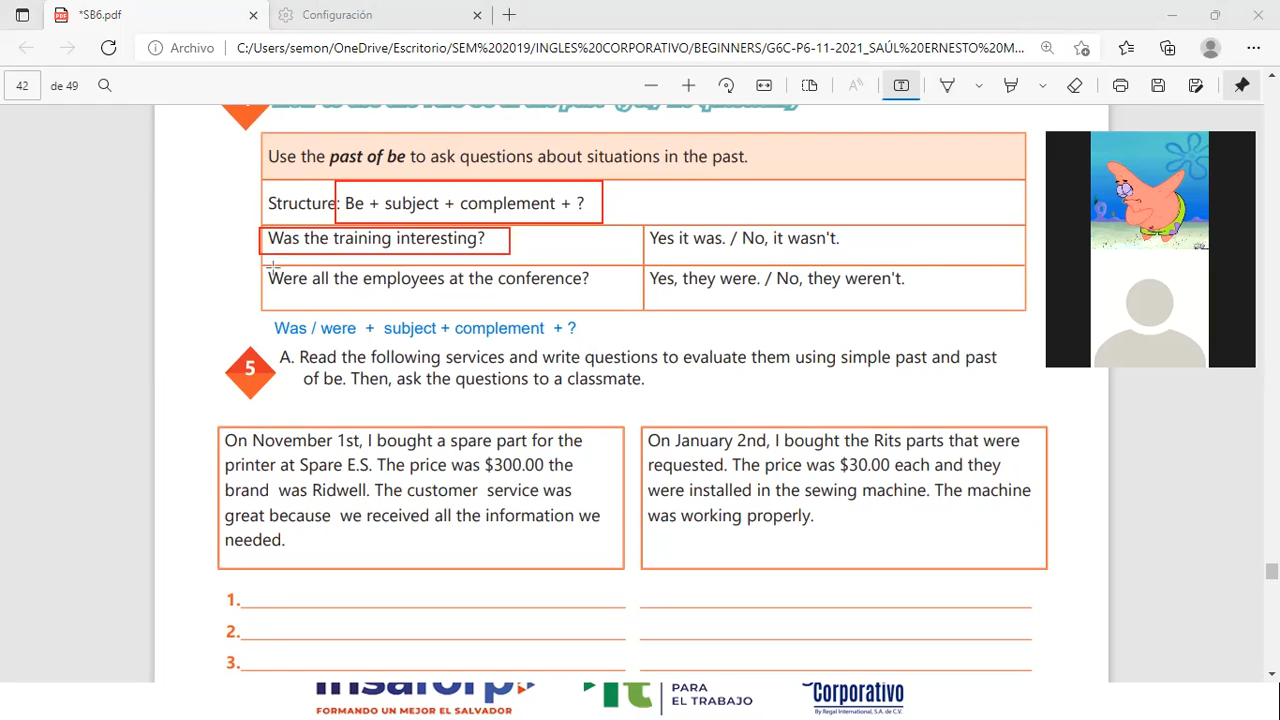 *SB6.pdf
Configuración
Archivo
C:/Users/semon/OneDrive/Escritorio/SEM%202019/INGLES%20CORPORATIVO/BEGINNERS/G6C-P6-11-2021_SAÚL%20ERNESTO%20M...
42 de 49
Use the past of be to ask questions about situations in the past.
Structure: Be + subject + complement + ?
Was the training interesting?
Yes it was. / No, it wasn't.
Were all the employees at the conference?
Yes, they were. / No, they weren't.
Was / were + subject + complement + ?
5
A. Read the following services and write questions to evaluate them using simple past and past
of be. Then, ask the questions to a classmate.
On November 1st, I bought a spare part for the
printer at Spare E.S. The price was $300.00 the
brand was Ridwell. The customer service was
great because we received all the information we
needed.
On January 2nd, I bought the Rits parts that were
requested. The price was $30.00 each and they
were installed in the sewing machine. The machine
was working properly.
1.
2.
3.
insaforp
FORMANDO UN MEJOR EL SALVADOR
PARA
EL TRABAJO
Corporativo
By Regal International, S.A. de C.V.